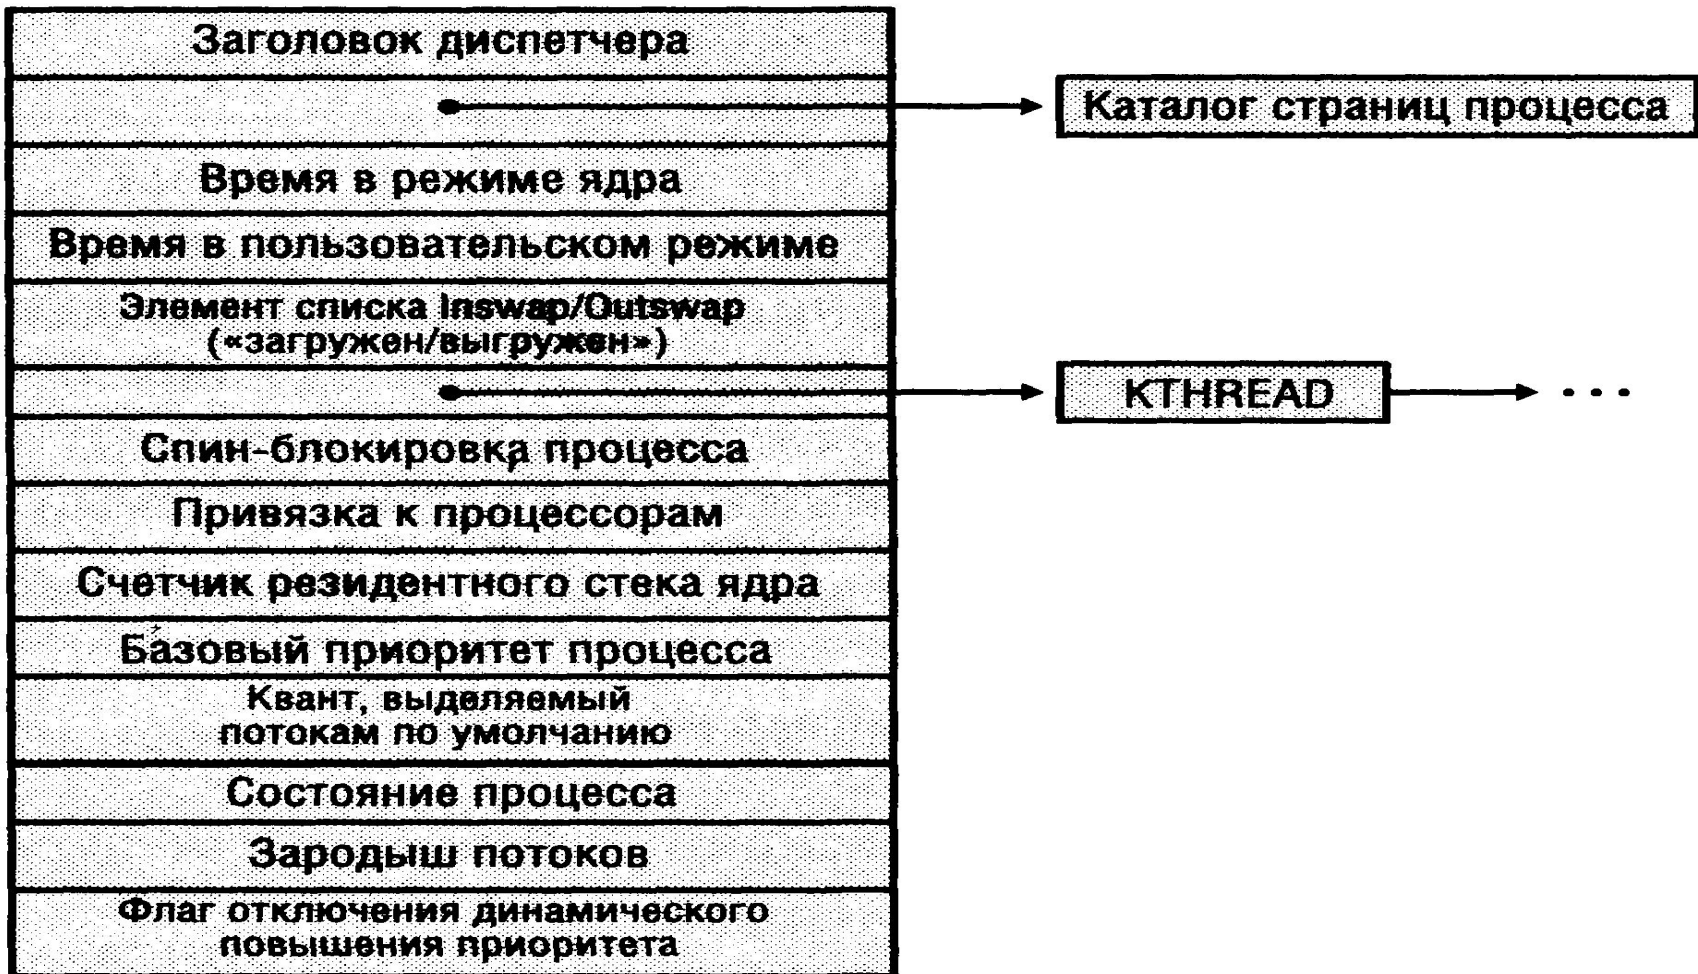 Заголовок диспетчера
Каталог страниц процесса
Время в режиме ядра
Время в пользовательском режиме
Элемент списка Inswap/Outswap
(«загружен/выгружен»)
KTHREAD
. . .
Спин-блокировка процесса
Привязка к процессорам
Счетчик резидентного стека ядра
Базовый приоритет процесса
Квант, выделяемый
потокам по умолчанию
Состояние процесса
Зародыш потоков
Флаг отключения динамического
повышения приоритета